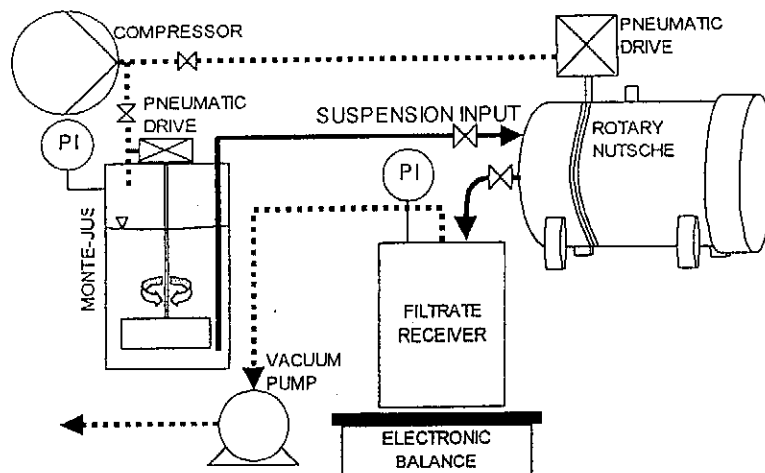 COMPRESSOR
PNEUMATIC
DRIVE
PNEUMATIC
DRIVE
PI
SUSPENSION INPUT
ROTARY
NUTSCHE
PI
MONTE-JUS
FILTRATE
RECEIVER
VACUUM
PUMP
ELECTRONIC
BALANCE